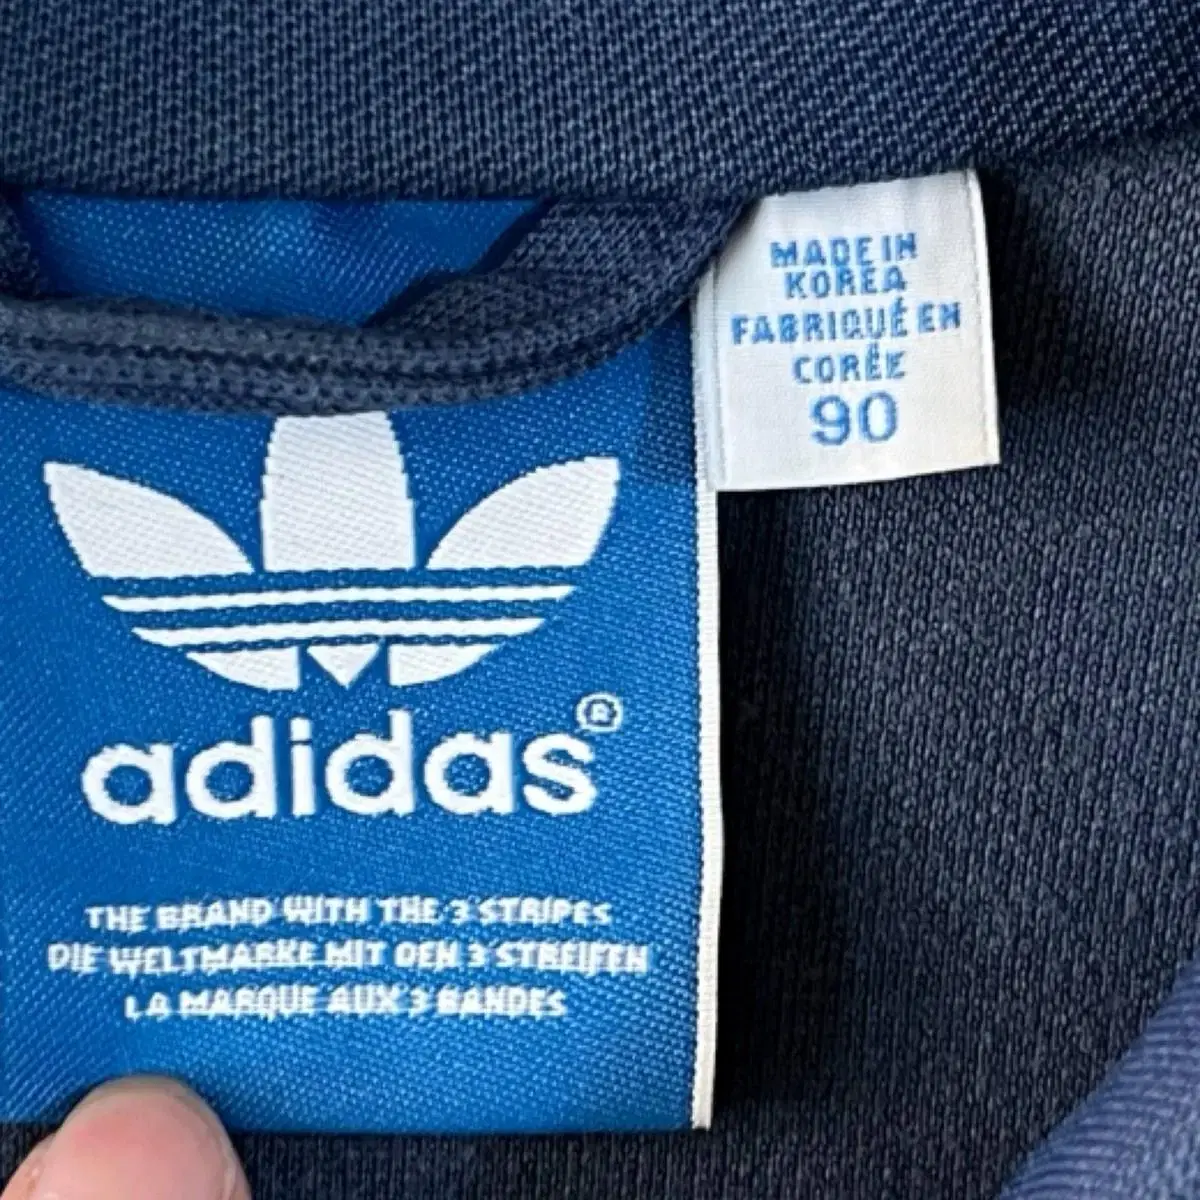 MADE IN
KOREA
FABRIQUÉ EN
CORÉE
90
adidas®
THE BRAND WITH THE 3 STRIPES
DIE WELTMARKE MIT DEN 3 STREIFEN
LA MARQUE AUX 3 BANDES